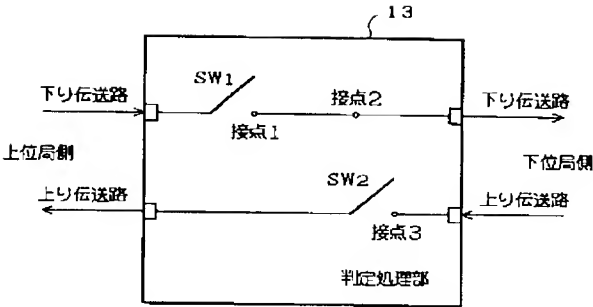 13
SW1
下り伝送路
接点2
下り伝送路
接点1
上位局側
下位局側
SW2
上り伝送路
上り伝送路
接点3
判定処理部